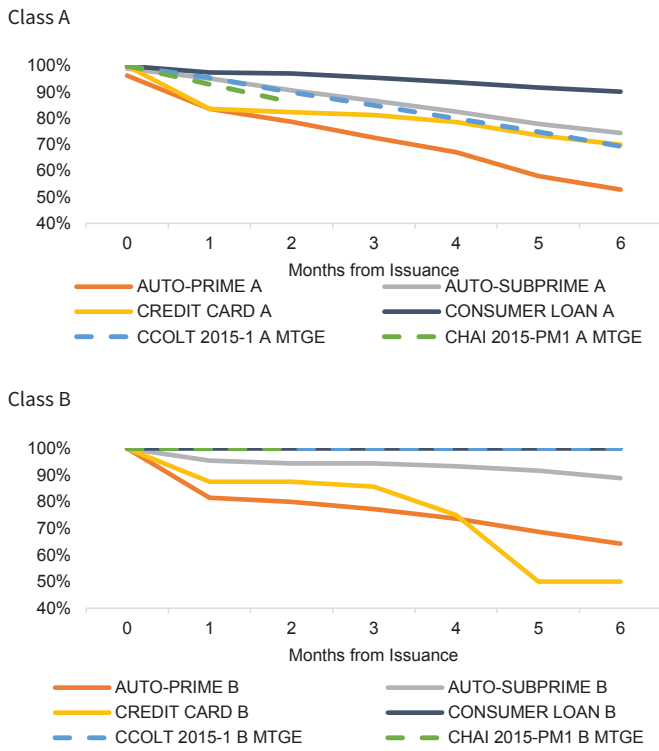 Class A
100%
90%
80%
70%
60%
50%
40%
0 1 2 3 4 5 6
Months from Issuance
AUTO-PRIME A AUTO-SUBPRIME A
CREDIT CARD A CONSUMER LOAN A
CCOLT 2015-1 A MTGE CHAI 2015-PM1 A MTGE
Class B
100%
90%
80%
70%
60%
50%
40%
0 1 2 3 4 5 6
Months from Issuance
AUTO-PRIME B AUTO-SUBPRIME B
CREDIT CARD B CONSUMER LOAN B
CCOLT 2015-1 B MTGE CHAI 2015-PM1 B MTGE